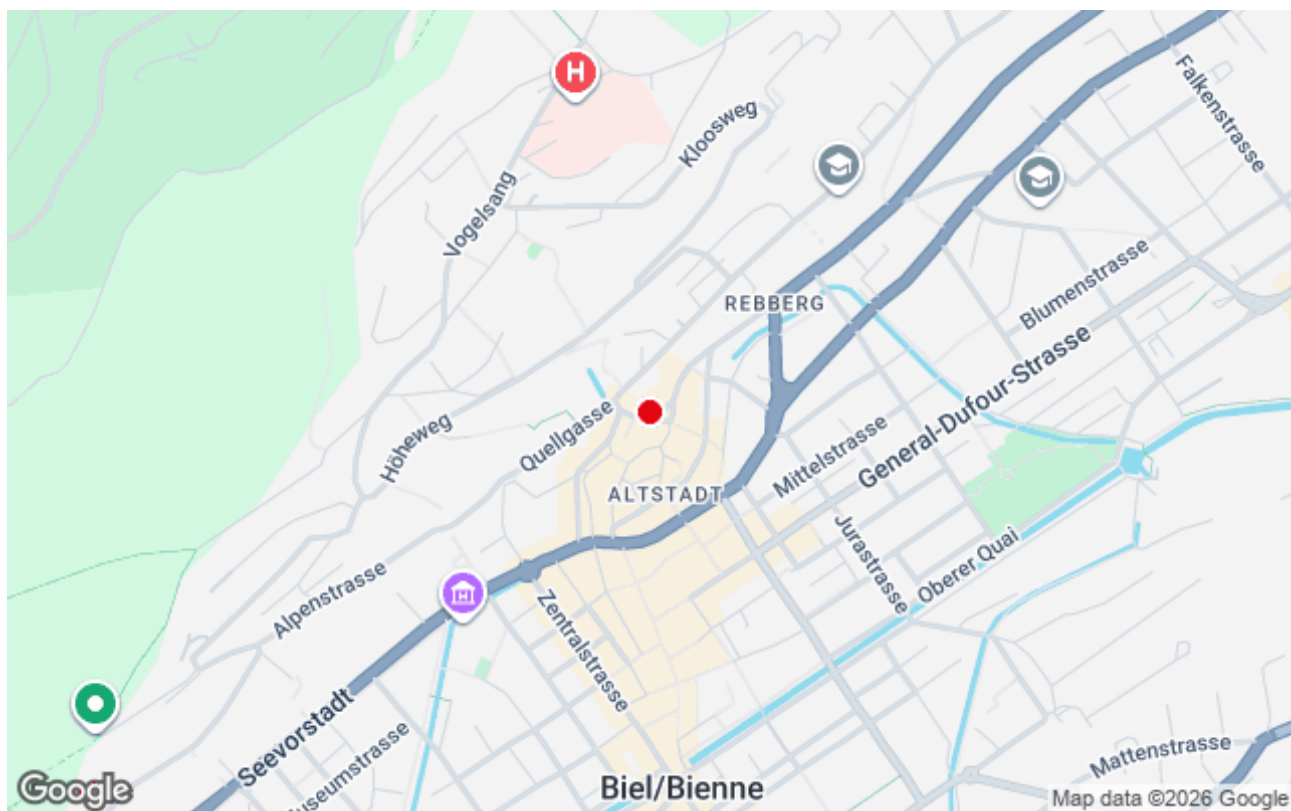 H
Falkenstrasse
Kloosweg
Vogelsang
REBBERG
Blumenstrasse
General-Dufour-Strasse
Höheweg
Quellgasse
Mittelstrasse
ALTSTADT
Jurastrasse
Oberer Quai
Alpenstrasse
Zentralstrasse
Seevorstadt
Mattenstrasse
Museumstrasse
Biel/Bienne
Google
Map data ©2026 Google